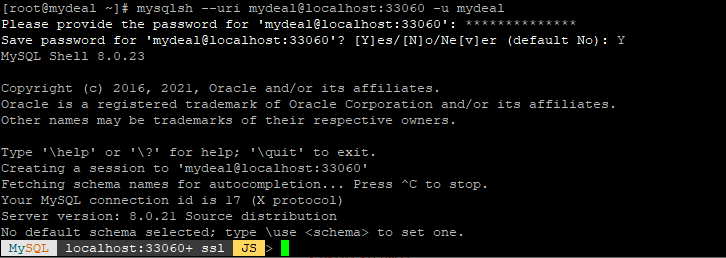 [root@mydeal ~]# mysqlsh --uri mydeal@localhost:33060 -u mydeal
Please provide the password for 'mydeal@localhost:33060': **************
Save password for 'mydeal@localhost:33060'? [Y]es/[N]o/Ne[v]er (default No): Y
MySQL Shell 8.0.23
Copyright (c) 2016, 2021, Oracle and/or its affiliates.
Oracle is a registered trademark of Oracle Corporation and/or its affiliates.
Other names may be trademarks of their respective owners.
Type '\help' or '\?' for help; '\quit' to exit.
Creating a session to 'mydeal@localhost:33060'
Fetching schema names for autocompletion... Press ^C to stop.
Your MySQL connection id is 17 (X protocol)
Server version: 8.0.21 Source distribution
No default schema selected; type \use <schema> to set one.
MySQL localhost:33060+ ssl JS >